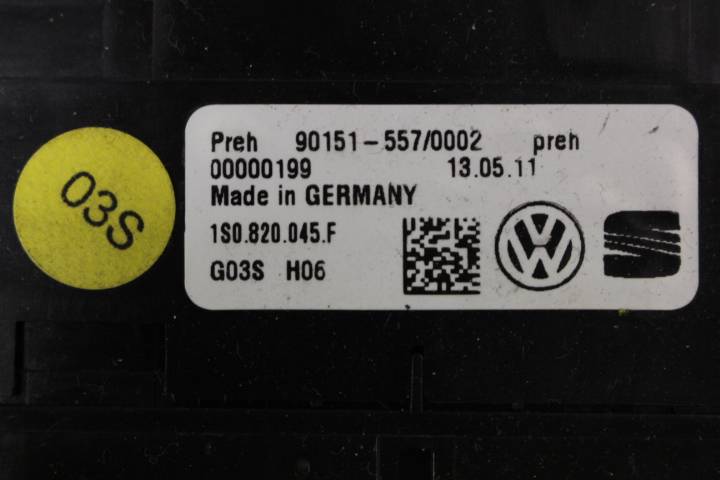 03S
Preh 90151-557/0002 preh
00000199 13.05.11
Made in GERMANY
1S0.820.045.F
G03S H06